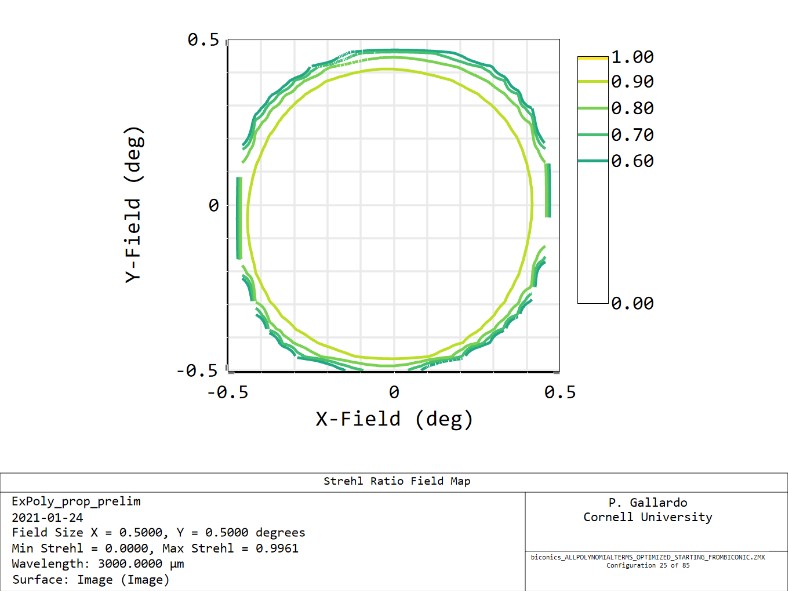 0.5
0
-0.5
Y-Field (deg)
-0.5 0 0.5
X-Field (deg)
1.00
0.90
0.80
0.70
0.60
0.00
Strehl Ratio Field Map
ExPoly_prop_prelim
2021-01-24
Field Size X = 0.5000, Y = 0.5000 degrees
Min Strehl = 0.0000, Max Strehl = 0.9961
Wavelength: 3000.0000 µm
Surface: Image (Image)
P. Gallardo
Cornell University
biconics_ALLPOLYNOMIALTERMS_OPTIMIZED_STARTING_FROMBICONIC.ZMX
Configuration 25 of 85